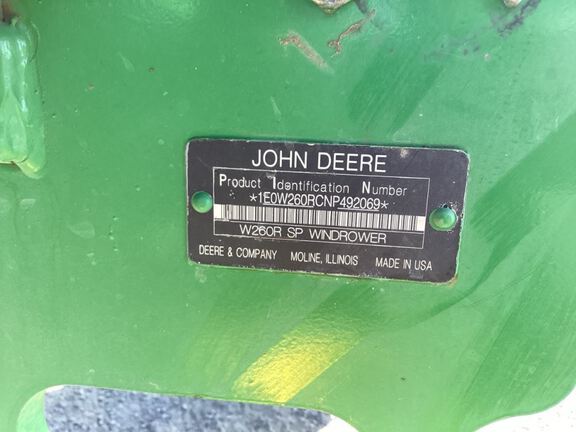 JOHN DEERE
Product Identification Number
*1E0W260RCNP492069*
W260R SP WINDROWER
DEERE & COMPANY MOLINE, ILLINOIS MADE IN USA